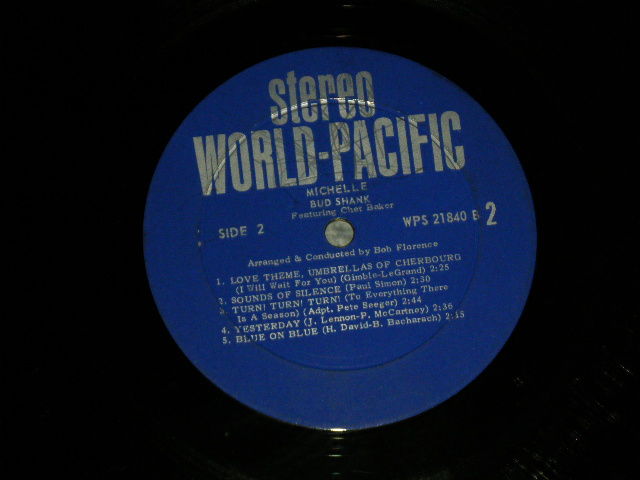 stereo
WORLD-PACIFIC
MICHELLE
BUD SHANK
Featuring Chet Baker
SIDE 2
WPS 21840 B 2
Arranged & Conducted by Bob Florence
1. LOVE THEME, UMBRELLAS OF CHERBOURG
(I Will Wait For You) (Gimble-LeGrand) 2:25
2. SOUNDS OF SILENCE (Paul Simon) 2:30
3. TURN! TURN! TURN! (To Everything There
Is A Season) (Adpt. Pete Seeger) 2:44
4. YESTERDAY (J. Lennon-P. McCartney) 2:36
5. BLUE ON BLUE (H. David-B. Bacharach) 2:15